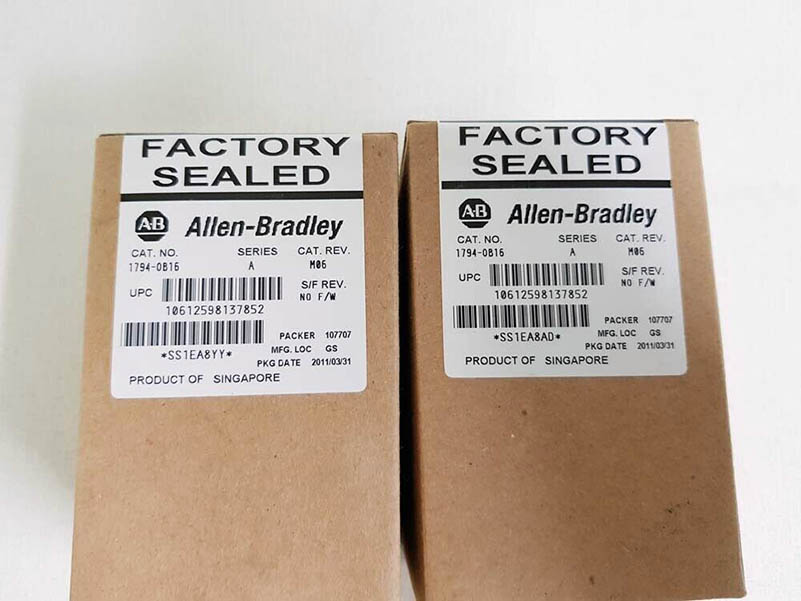 FACTORY
SEALED
A-B Allen-Bradley
CAT. NO. SERIES CAT. REV.
1794-OB16 A M06
UPC S/F REV.
NO F/W
10612598137852
PACKER 107707
MFG. LOC GS
*SS1EA8YY* PKG DATE 2011/03/31
PRODUCT OF SINGAPORE
FACTORY
SEALED
A-B Allen-Bradley
CAT. NO. SERIES CAT. REV.
1794-OB16 A M06
UPC S/F REV.
NO F/W
10612598137852
PACKER 107707
MFG. LOC GS
*SS1EA8AD* PKG DATE 2011/03/31
PRODUCT OF SINGAPORE